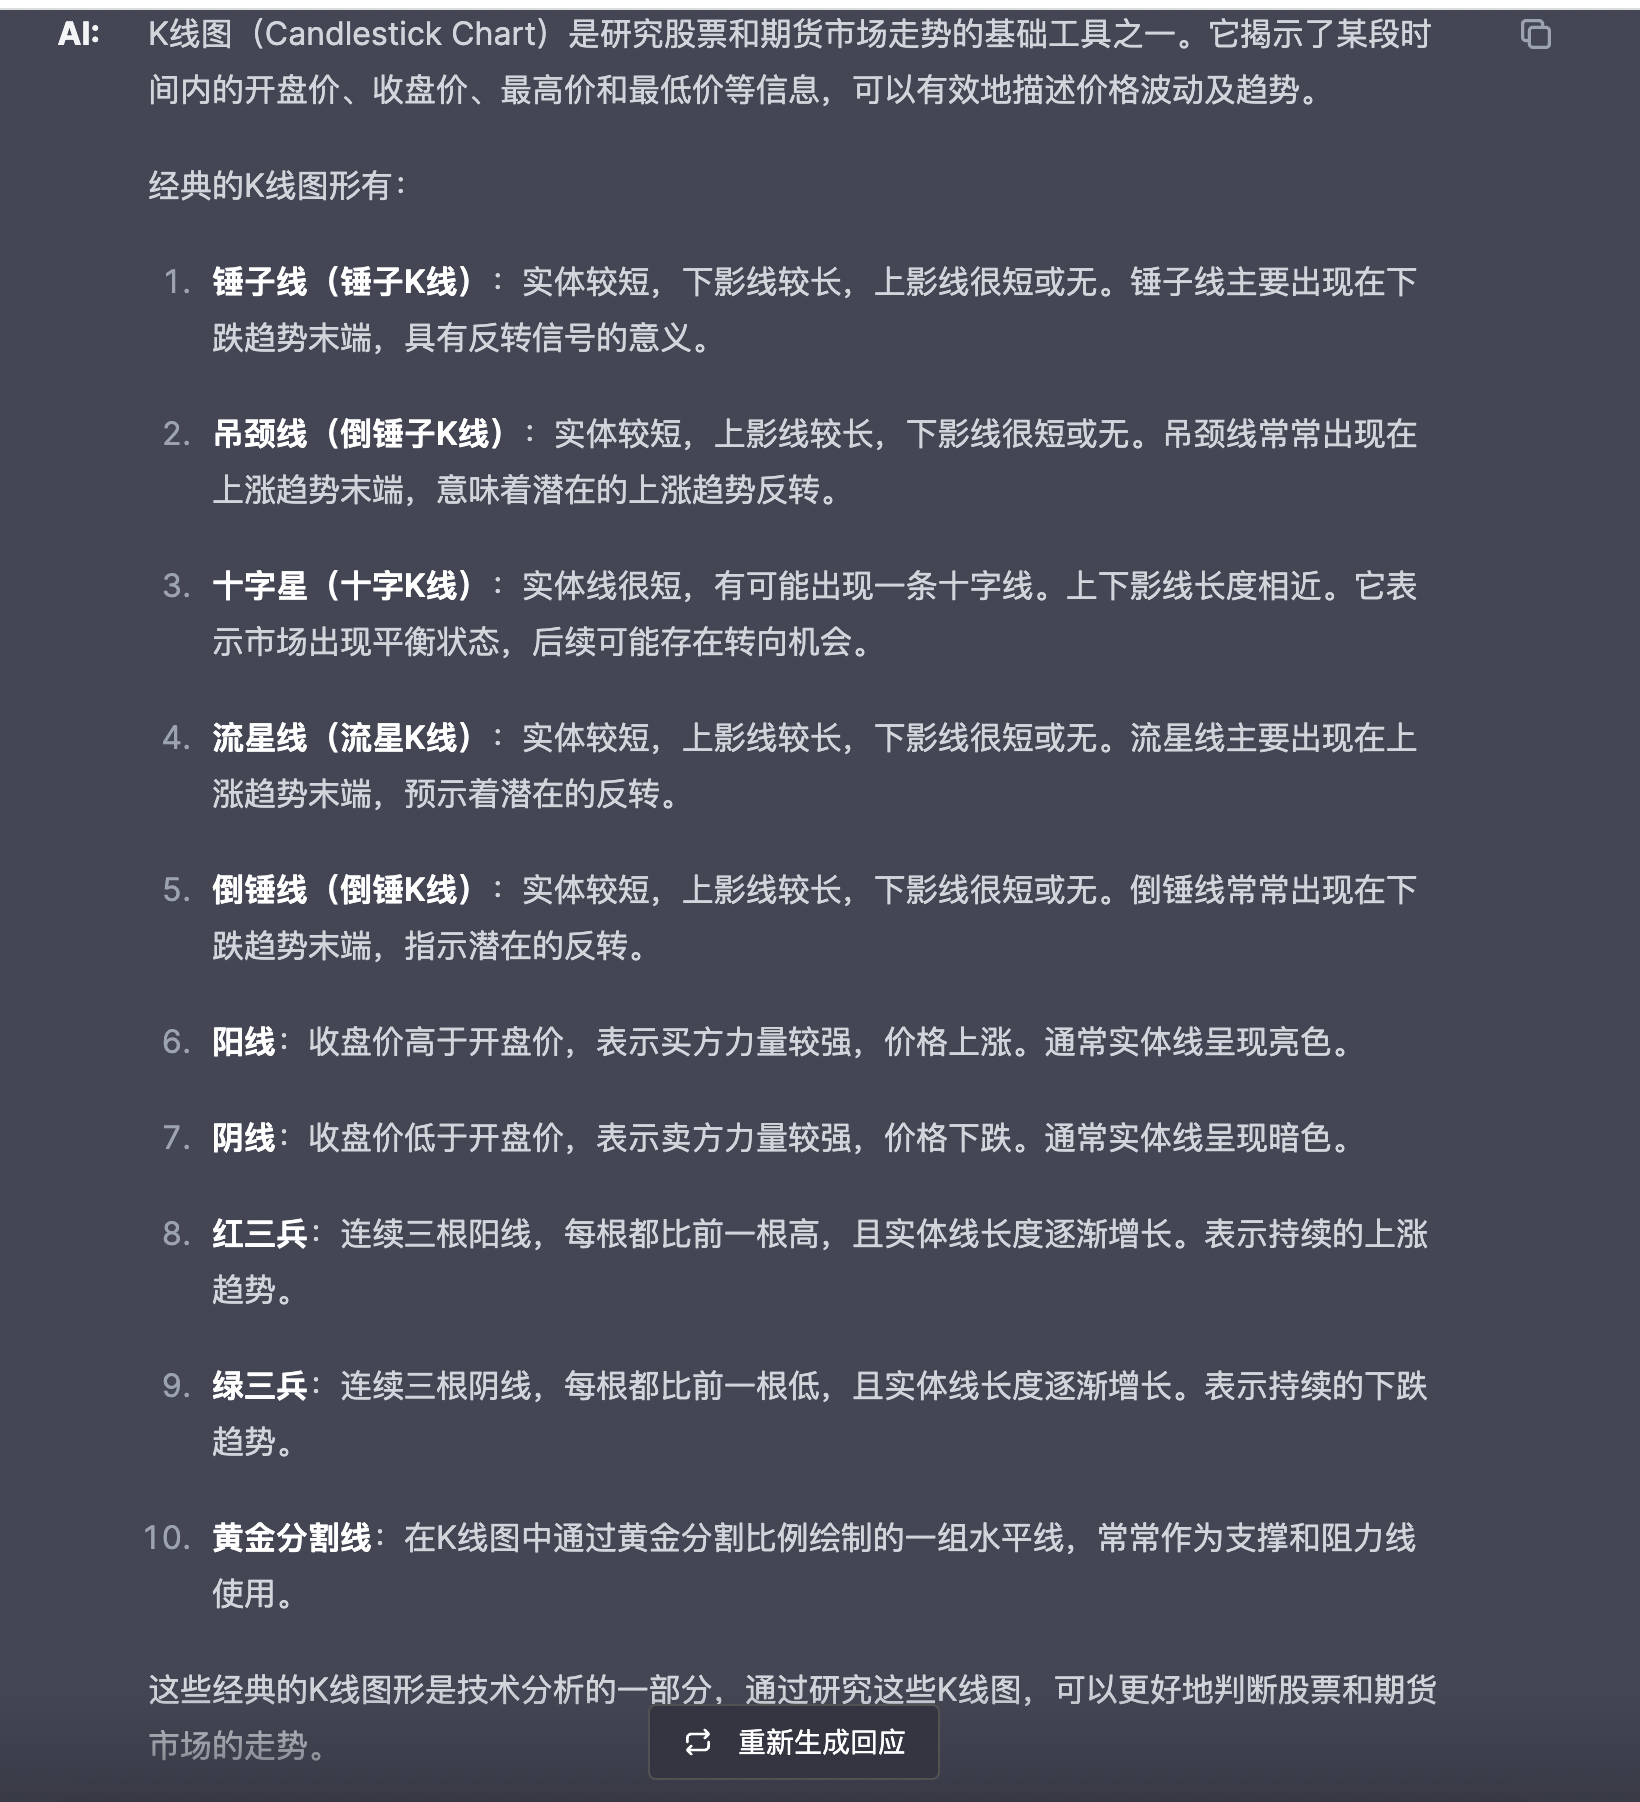 AI: K线图（Candlestick Chart）是研究股票和期货市场走势的基础工具之一。它揭示了某段时
间内的开盘价、收盘价、最高价和最低价等信息，可以有效地描述价格波动及趋势。
经典的K线图形有：
1. 锤子线（锤子K线）：实体较短，下影线较长，上影线很短或无。锤子线主要出现在下
跌趋势末端，具有反转信号的意义。
2. 吊颈线（倒锤子K线）：实体较短，上影线较长，下影线很短或无。吊颈线常常出现在
上涨趋势末端，意味着潜在的上涨趋势反转。
3. 十字星（十字K线）：实体线很短，有可能出现一条十字线。上下影线长度相近。它表
示市场出现平衡状态，后续可能存在转向机会。
4. 流星线（流星K线）：实体较短，上影线较长，下影线很短或无。流星线主要出现在上
涨趋势末端，预示着潜在的反转。
5. 倒锤线（倒锤K线）：实体较短，上影线较长，下影线很短或无。倒锤线常常出现在下
跌趋势末端，指示潜在的反转。
6. 阳线：收盘价高于开盘价，表示买方力量较强，价格上涨。通常实体线呈现亮色。
7. 阴线：收盘价低于开盘价，表示卖方力量较强，价格下跌。通常实体线呈现暗色。
8. 红三兵：连续三根阳线，每根都比前一根高，且实体线长度逐渐增长。表示持续的上涨
趋势。
9. 绿三兵：连续三根阴线，每根都比前一根低，且实体线长度逐渐增长。表示持续的下跌
趋势。
10. 黄金分割线：在K线图中通过黄金分割比例绘制的一组水平线，常常作为支撑和阻力线
使用。
这些经典的K线图形是技术分析的一部分，通过研究这些K线图，可以更好地判断股票和期货
市场的走势。
重新生成回应